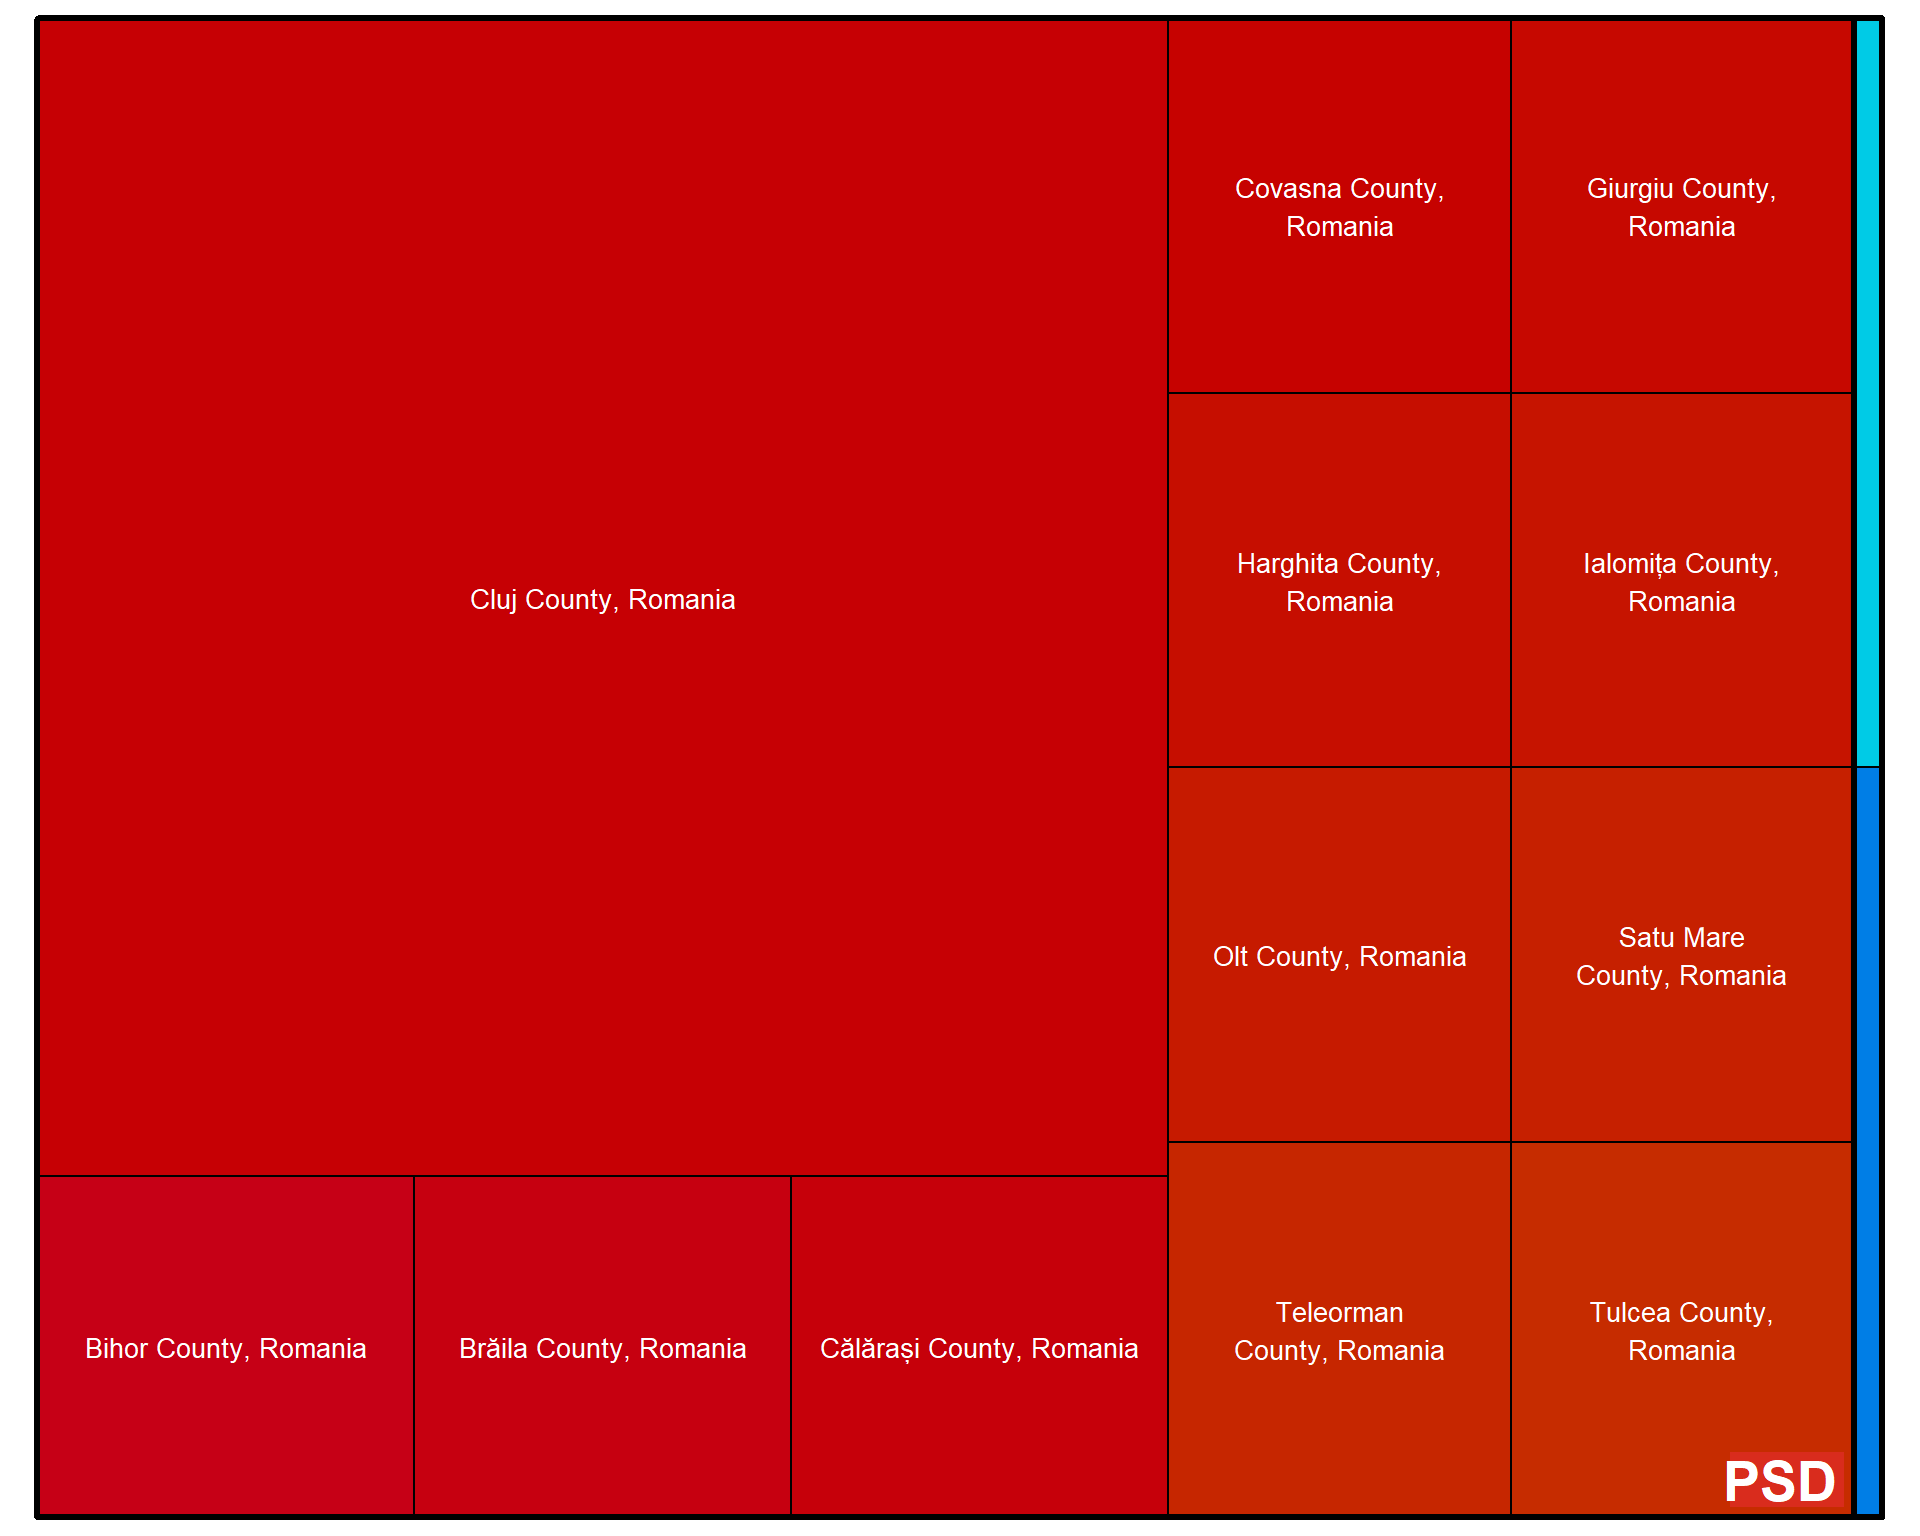 Covasna County,
Romania
Giurgiu County,
Romania
Cluj County, Romania
Harghita County,
Romania
Ialomița County,
Romania
Olt County, Romania
Satu Mare
County, Romania
Bihor County, Romania
Brăila County, Romania
Călărași County, Romania
Teleorman
County, Romania
Tulcea County,
Romania
PSD